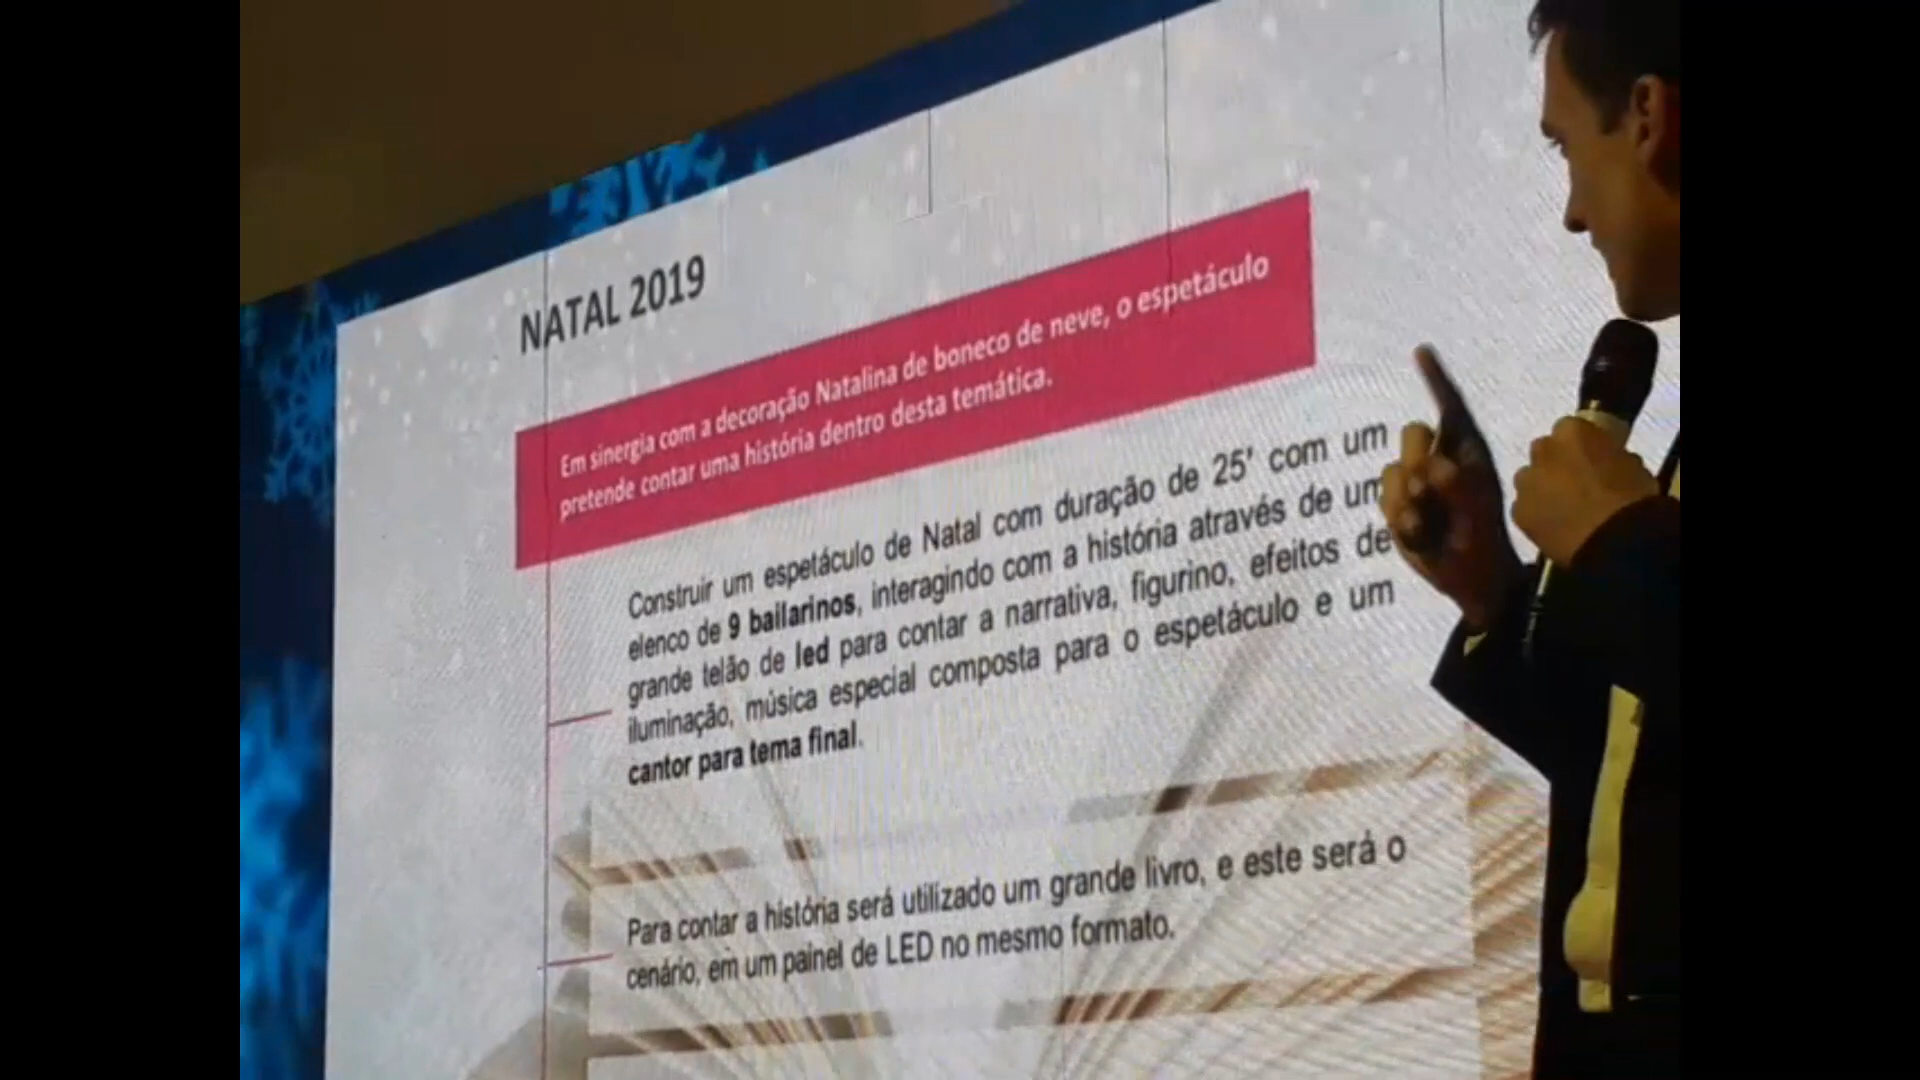 NATAL 2019
Em sinergia com a decoração Natalina de boneco de neve, o espetáculo
pretende contar uma história dentro desta temática.
Construir um espetáculo de Natal com duração de 25' com um
elenco de 9 bailarinos, interagindo com a história através de um
grande telão de led para contar a narrativa, figurino, efeitos de
iluminação, música especial composta para o espetáculo e um
cantor para tema final.
Para contar a história será utilizado um grande livro, e este será o
cenário, em um painel de LED no mesmo formato.